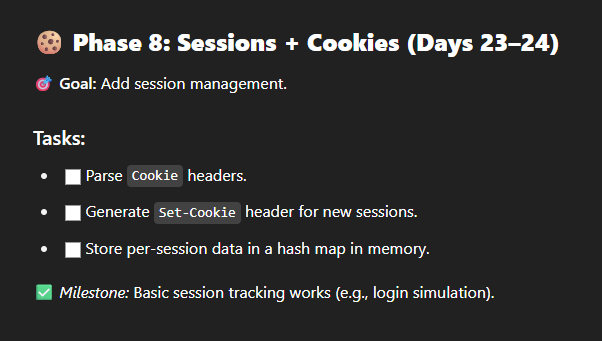 🍪 Phase 8: Sessions + Cookies (Days 23–24)
🎯 Goal: Add session management.
Tasks:
• Parse Cookie headers.
• Generate Set-Cookie header for new sessions.
• Store per-session data in a hash map in memory.
✅ Milestone: Basic session tracking works (e.g., login simulation).